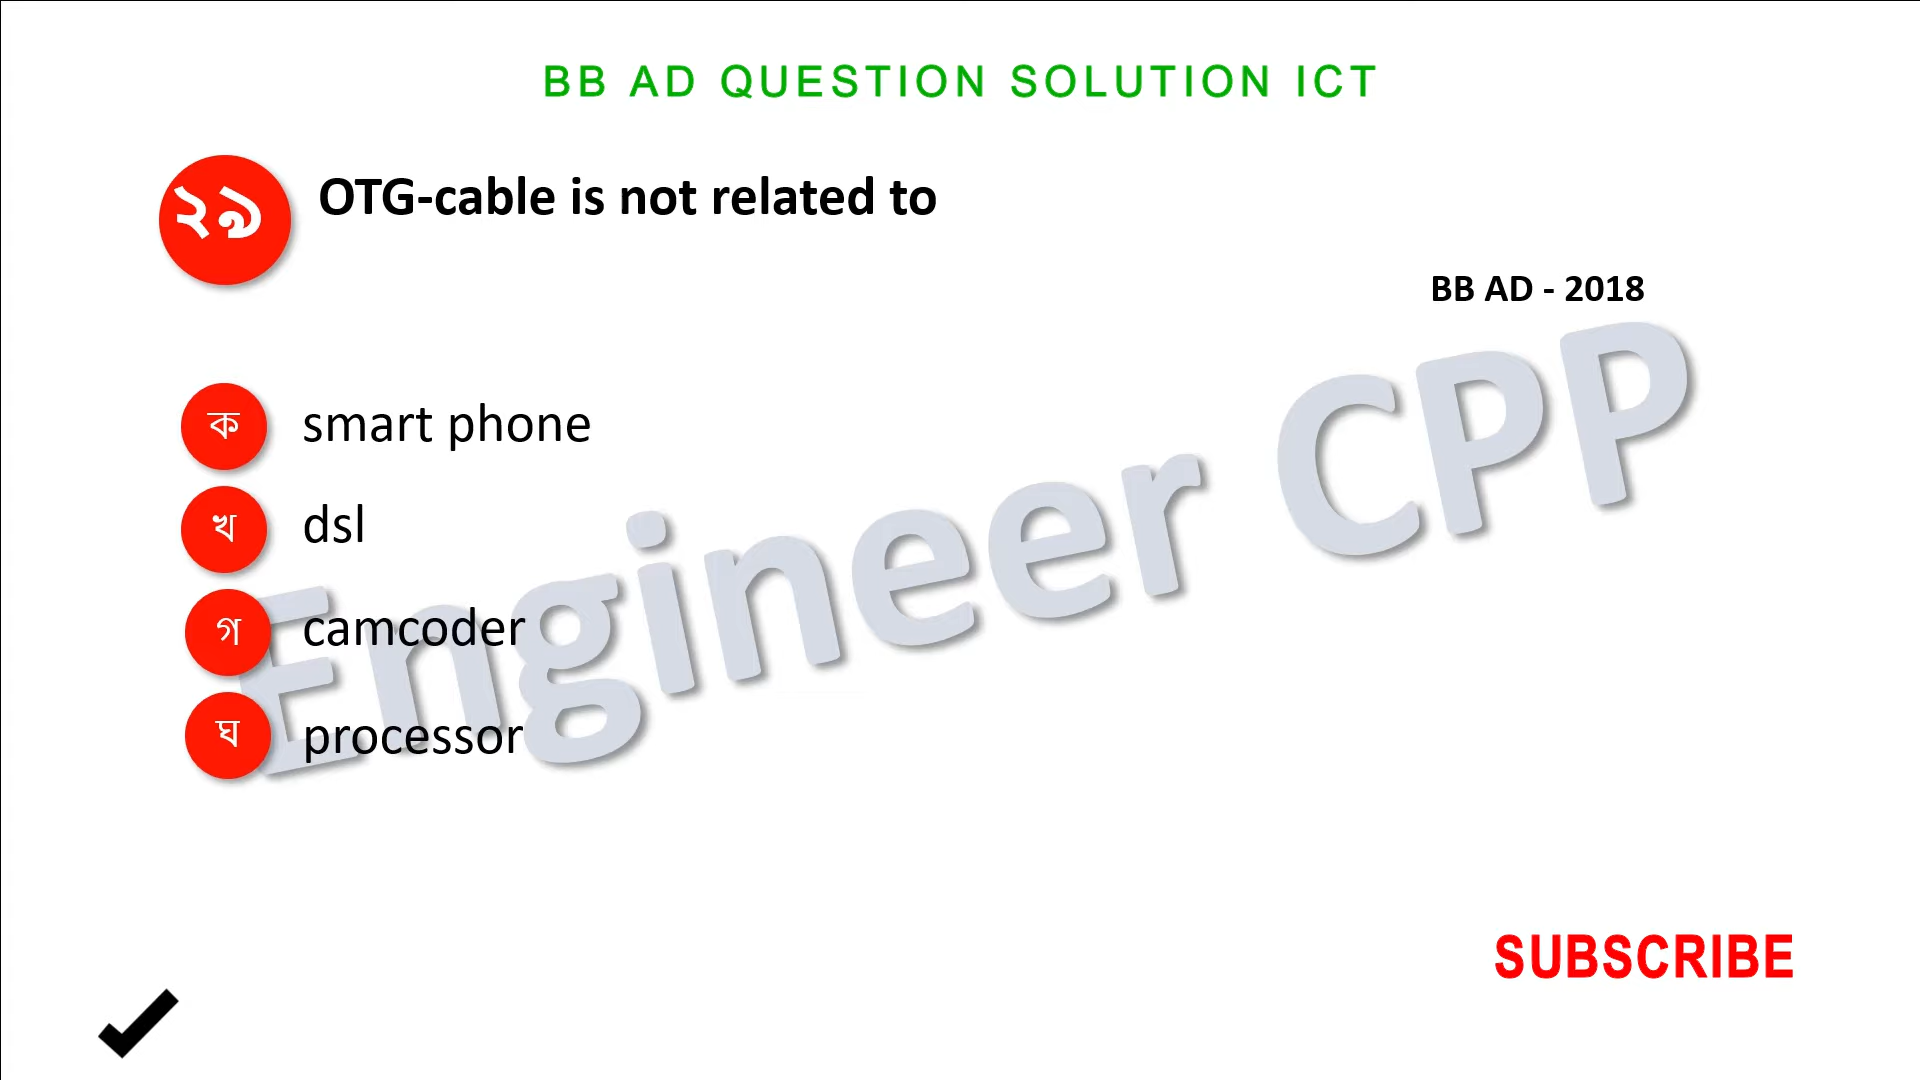 BB AD QUESTION SOLUTION ICT
২৯ OTG-cable is not related to
BB AD - 2018
ক smart phone
খ dsl
গ camcoder
ঘ processor
Engineer CPP
SUBSCRIBE